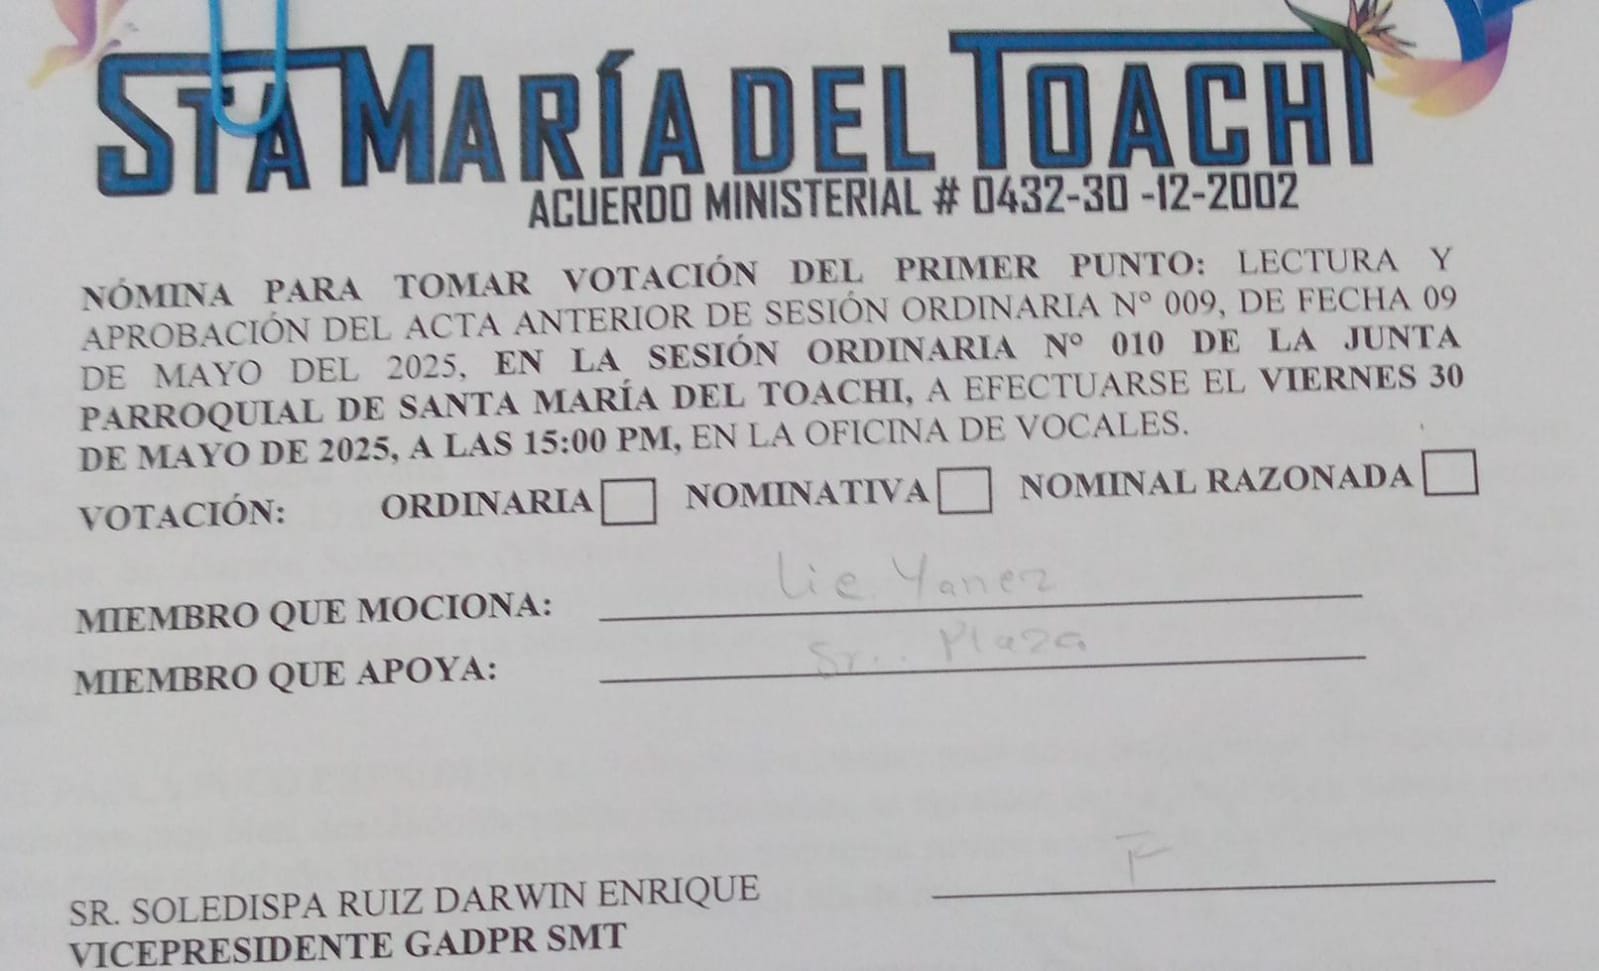 STA MARÍA DEL TOACHI
ACUERDO MINISTERIAL # 0432-30 -12-2002
NÓMINA PARA TOMAR VOTACIÓN DEL PRIMER PUNTO: LECTURA Y
APROBACIÓN DEL ACTA ANTERIOR DE SESIÓN ORDINARIA Nº 009, DE FECHA 09
DE MAYO DEL 2025, EN LA SESIÓN ORDINARIA Nº 010 DE LA JUNTA
PARROQUIAL DE SANTA MARÍA DEL TOACHI, A EFECTUARSE EL VIERNES 30
DE MAYO DE 2025, A LAS 15:00 PM, EN LA OFICINA DE VOCALES.
VOTACIÓN: ORDINARIA NOMINATIVA NOMINAL RAZONADA
MIEMBRO QUE MOCIONA: Lic. Yanez
MIEMBRO QUE APOYA: Sr.. Plaza
SR. SOLEDISPA RUIZ DARWIN ENRIQUE F
VICEPRESIDENTE GADPR SMT